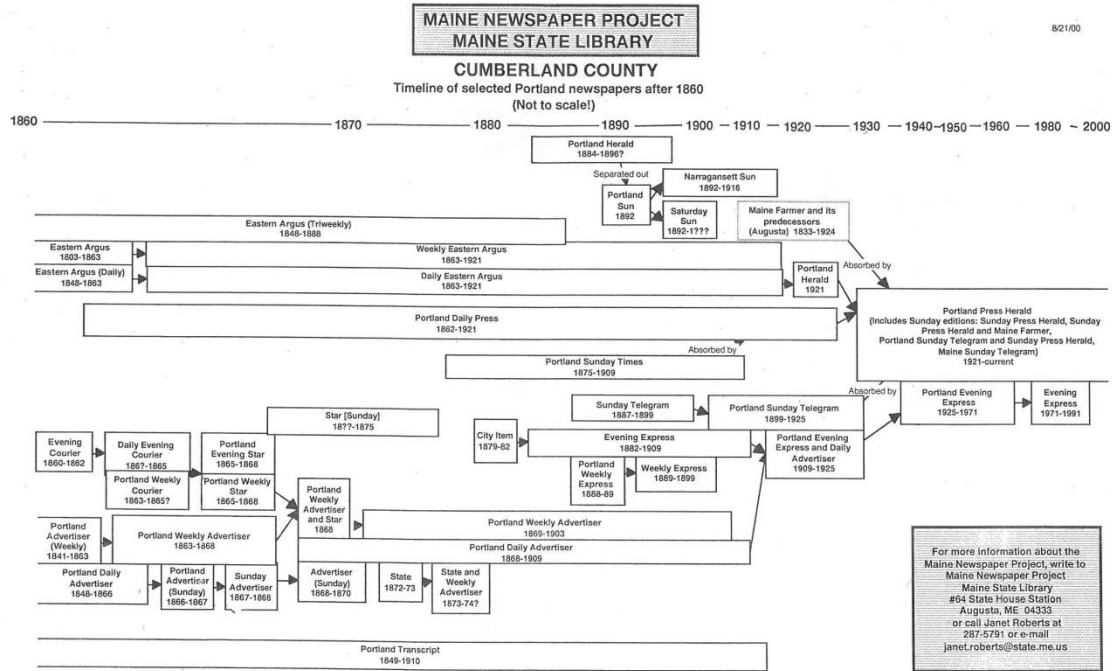 MAINE NEWSPAPER PROJECT
MAINE STATE LIBRARY
8/21/00
CUMBERLAND COUNTY
Timeline of selected Portland newspapers after 1860
(Not to scale!)
1860
1870
1880
1890
1900
1910
1920
1930
1940
1950
1960
1980
2000
Portland Herald
1884-1896?
Separated out
Portland
Sun
1892
Narragansett Sun
1892-1916
Saturday
Sun
1892-1???
Maine Farmer and its
predecessors
(Augusta) 1833-1924
Absorbed by
Eastern Argus (Triweekly)
1848-1888
Eastern Argus
1803-1863
Weekly Eastern Argus
1863-1921
Eastern Argus (Daily)
1848-1863
Daily Eastern Argus
1863-1921
Portland
Herald
1921
Portland Daily Press
1862-1921
Portland Press Herald
(Includes Sunday editions: Sunday Press Herald, Sunday
Press Herald and Maine Farmer,
Portland Sunday Telegram and Sunday Press Herald,
Maine Sunday Telegram)
1921-current
Absorbed by
Portland Sunday Times
1875-1909
Absorbed by
Portland Evening
Express
1925-1971
Evening
Express
1971-1991
Sunday Telegram
1887-1899
Portland Sunday Telegram
1899-1925
Star [Sunday]
18??-1875
City Item
1879-82
Evening Express
1882-1909
Portland Evening
Express and Daily
Advertiser
1909-1925
Evening
Courier
1860-1862
Daily Evening
Courier
186?-1865
Portland
Evening Star
1865-1868
Portland Weekly
Courier
1863-1865?
Portland Weekly
Star
1865-1868
Portland
Weekly
Express
1888-89
Weekly Express
1889-1899
Portland
Weekly
Advertiser
and Star
1868
Portland
Advertiser
(Weekly)
1841-1863
Portland Weekly Advertiser
1863-1868
Portland Weekly Advertiser
1869-1903
Portland Daily Advertiser
1868-1909
Portland Daily
Advertiser
1848-1866
Portland
Advertiser
(Sunday)
1866-1867
Sunday
Advertiser
1867-1868
Advertiser
(Sunday)
1868-1870
State
1872-73
State and
Weekly
Advertiser
1873-74?
Portland Transcript
1849-1910
For more information about the
Maine Newspaper Project, write to
Maine Newspaper Project
Maine State Library
#64 State House Station
Augusta, ME 04333
or call Janet Roberts at
287-5791 or e-mail
janet.roberts@state.me.us